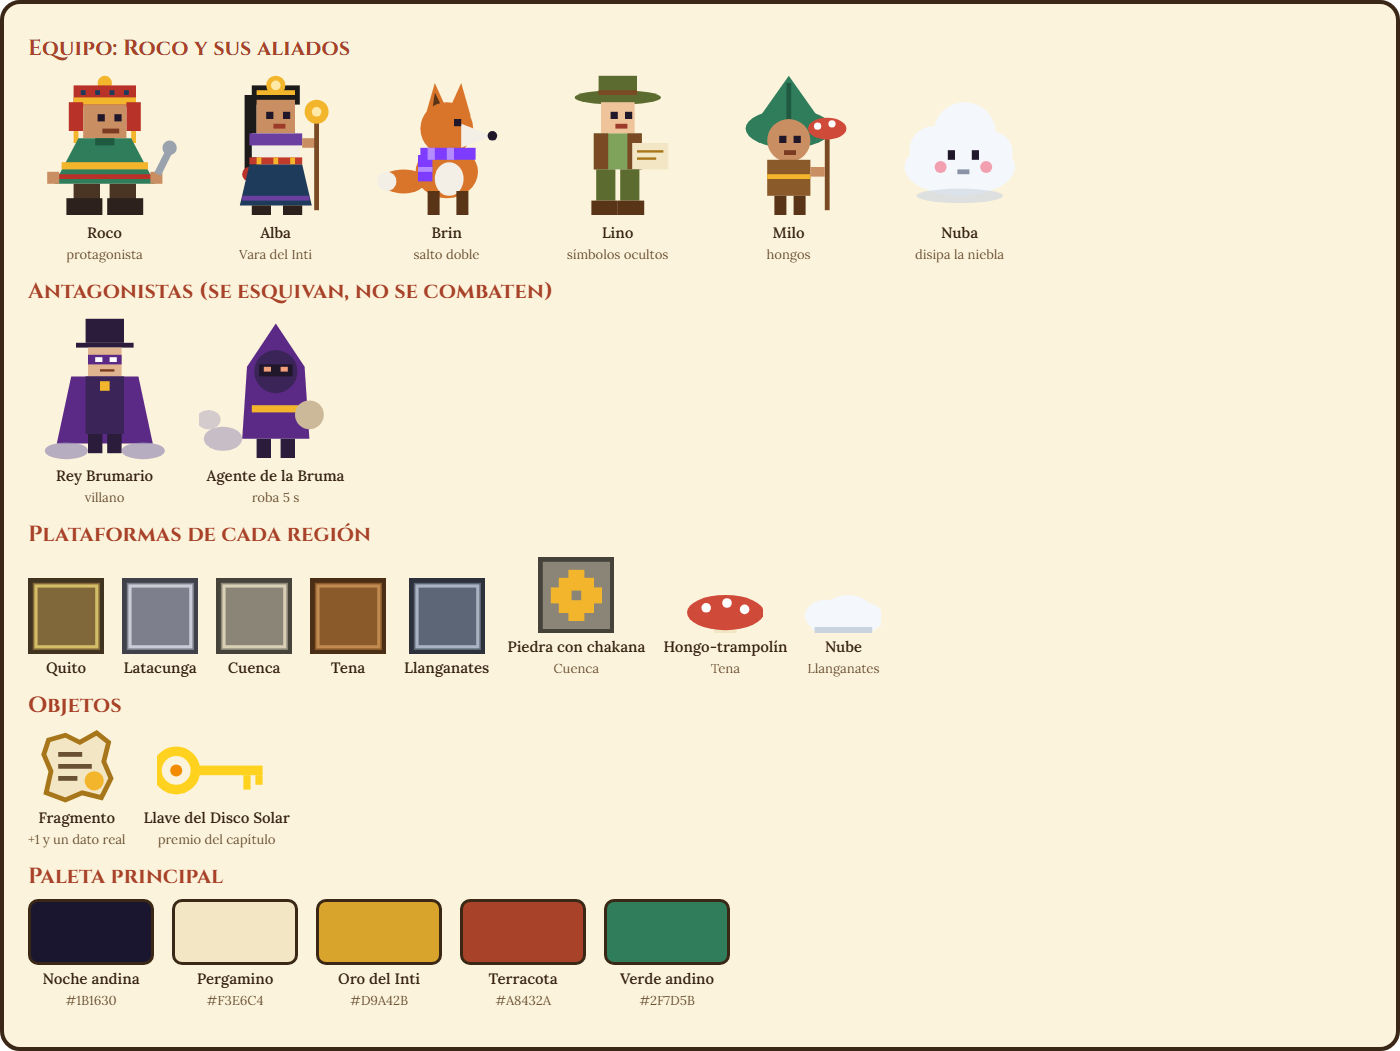 Equipo: Roco y sus aliados
Roco
protagonista
Alba
Vara del Inti
Brin
salto doble
Lino
símbolos ocultos
Milo
hongos
Nuba
disipa la niebla
Antagonistas (se esquivan, no se combaten)
Rey Brumario
villano
Agente de la Bruma
roba 5 s
Plataformas de cada región
Quito
Latacunga
Cuenca
Tena
Llanganates
Piedra con chakana
Cuenca
Hongo-trampolín
Tena
Nube
Llanganates
Objetos
Fragmento
+1 y un dato real
Llave del Disco Solar
premio del capítulo
Paleta principal
Noche andina
#1B1630
Pergamino
#F3E6C4
Oro del Inti
#D9A42B
Terracota
#A8432A
Verde andino
#2F7D5B